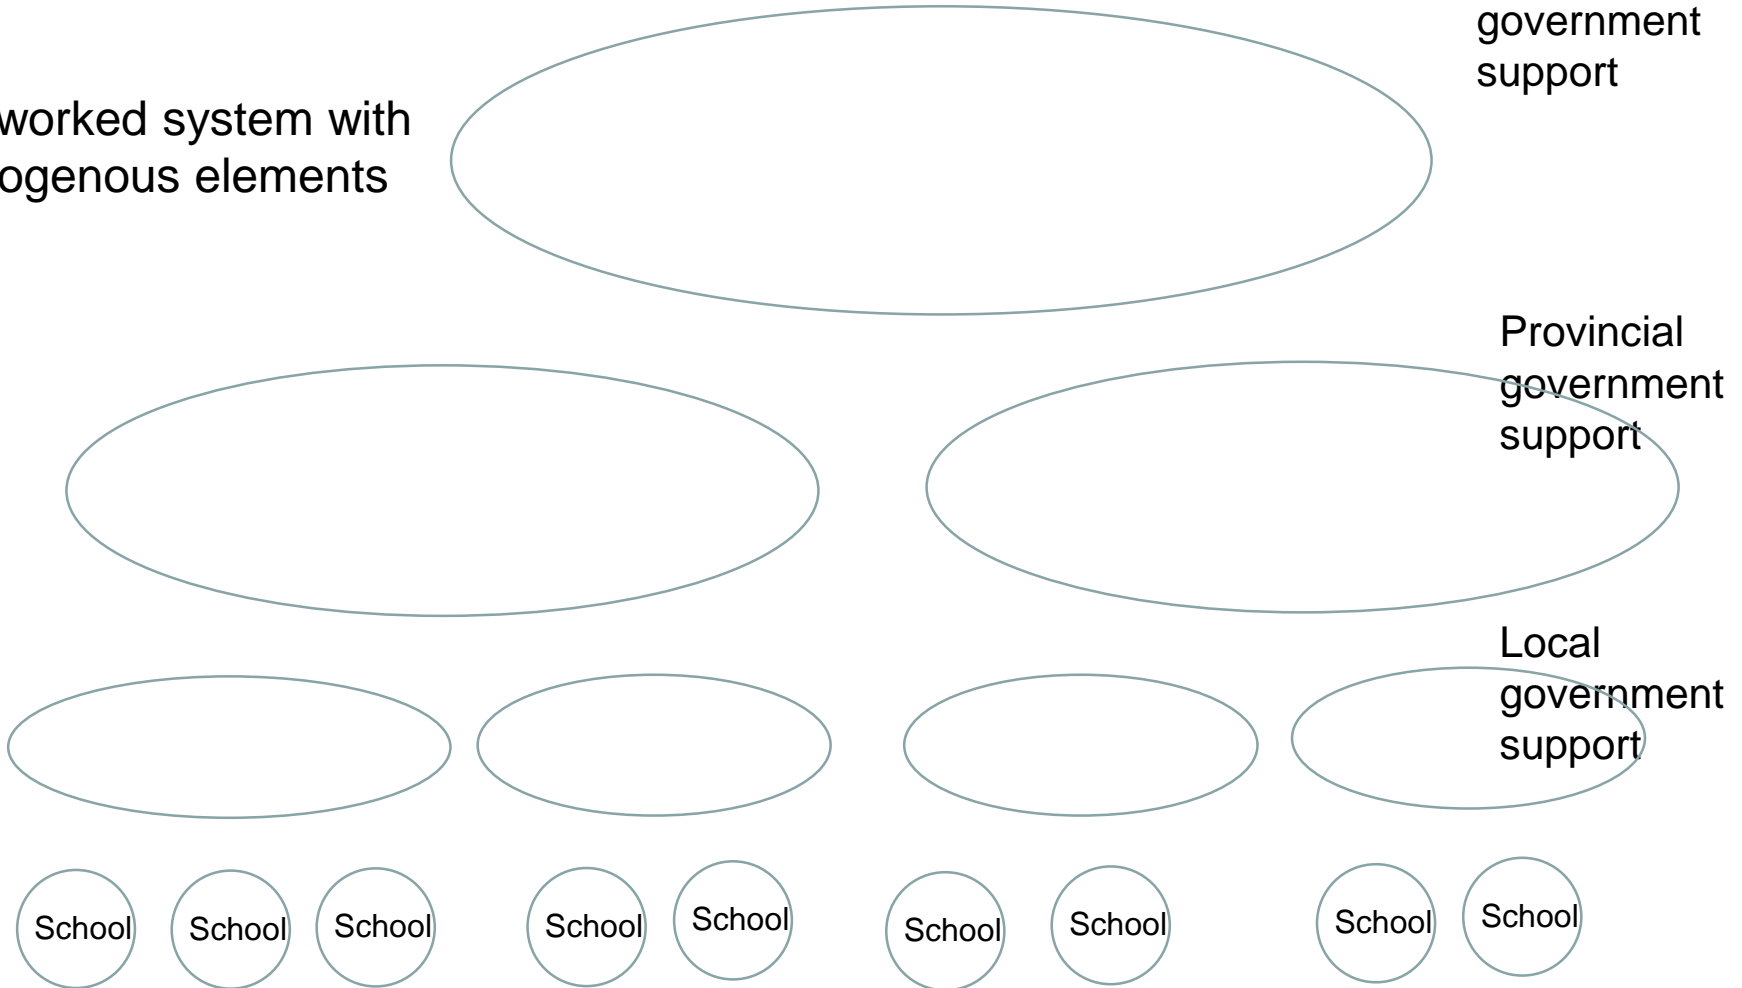 government
support
worked system with
ogenous elements
Provincial
government
support
Local
government
support
School School School School School School School School School